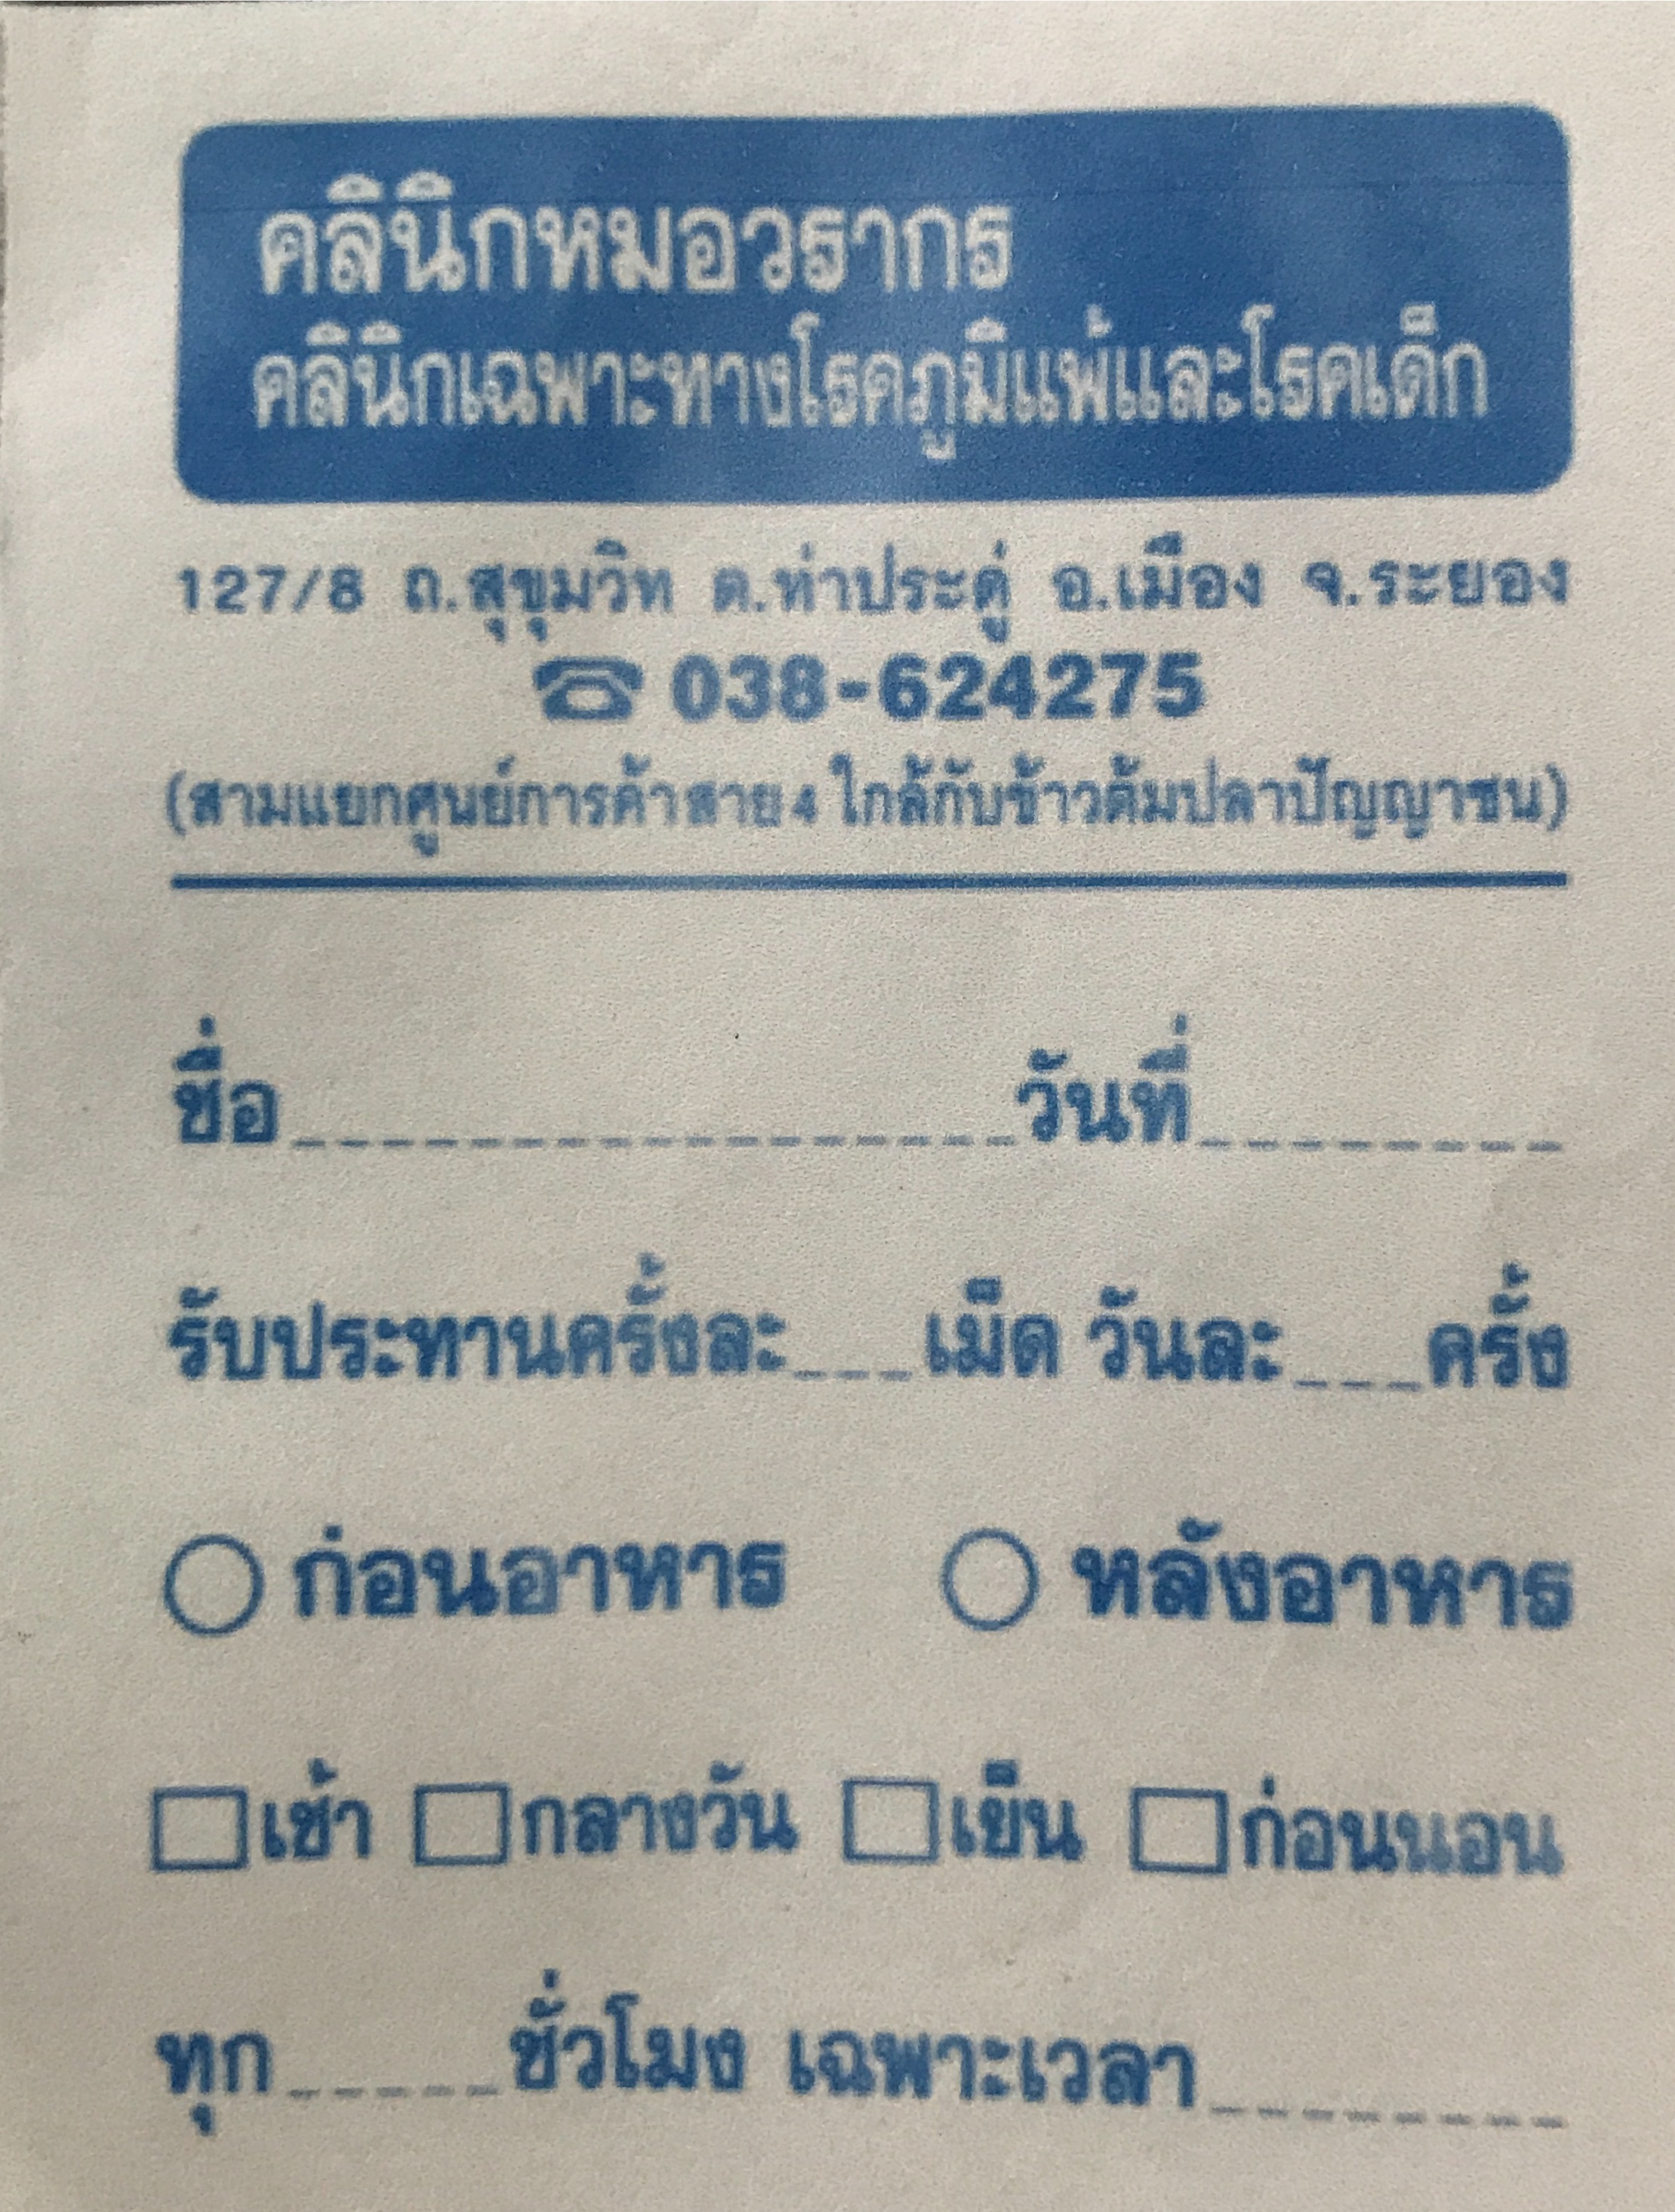 คลินิกหมอวรากร
คลินิกเฉพาะทางโรคภูมิแพ้และโรคเด็ก
127/8 ถ.สุขุมวิท ต.ท่าประดู่ อ.เมือง จ.ระยอง
☎ 038-624275
(สามแยกศูนย์การค้าสาย 4 ใกล้กับข้าวต้มปลาปัญญาชน)
ชื่อ__________________วันที่_________
รับประทานครั้งละ___เม็ด วันละ___ครั้ง
○ ก่อนอาหาร ○ หลังอาหาร
□ เช้า □ กลางวัน □ เย็น □ ก่อนนอน
ทุก_____ชั่วโมง เฉพาะเวลา________